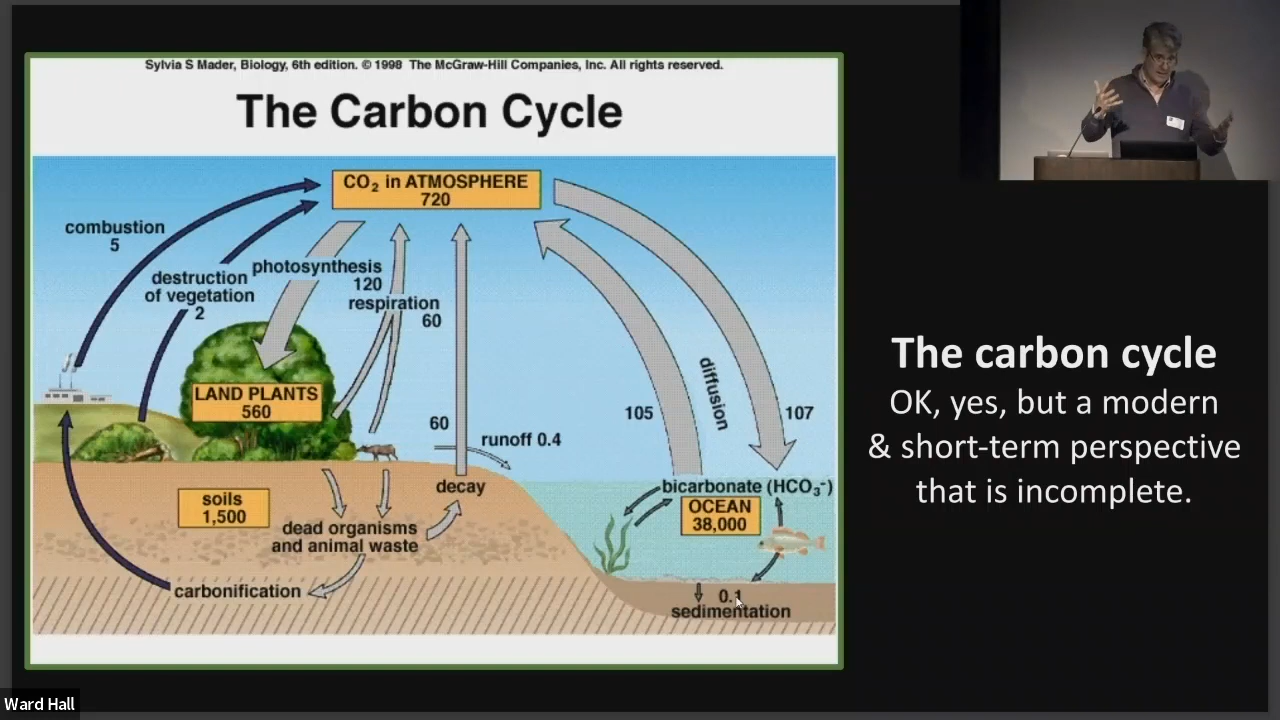 Sylvia S Mader, Biology, 6th edition. © 1998 The McGraw-Hill Companies, Inc. All rights reserved.
The Carbon Cycle
CO₂ in ATMOSPHERE
720
combustion
5
destruction
of vegetation
2
photosynthesis
120
respiration
60
LAND PLANTS
560
60
runoff 0.4
decay
diffusion
105
107
bicarbonate (HCO₃⁻)
OCEAN
38,000
soils
1,500
dead organisms
and animal waste
carbonification
0.1
sedimentation
The carbon cycle
OK, yes, but a modern
& short-term perspective
that is incomplete.
Ward Hall